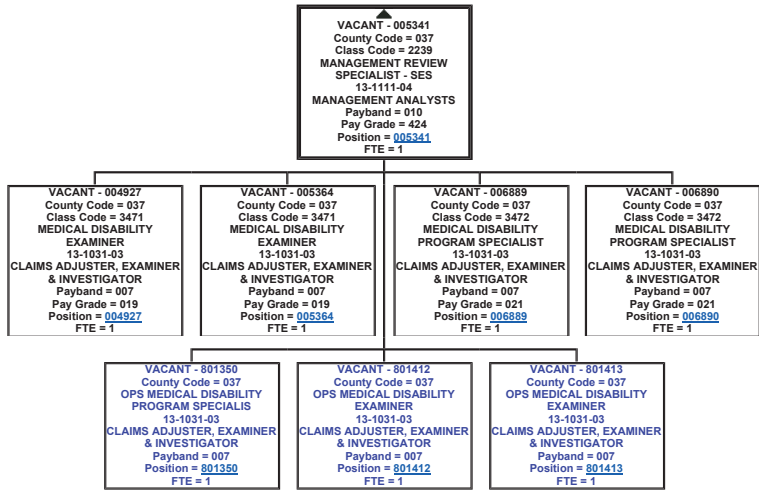 VACANT - 005341
County Code = 037
Class Code = 2239
MANAGEMENT REVIEW
SPECIALIST - SES
13-1111-04
MANAGEMENT ANALYSTS
Payband = 010
Pay Grade = 424
Position = 005341
FTE = 1
VACANT - 004927
County Code = 037
Class Code = 3471
MEDICAL DISABILITY
EXAMINER
13-1031-03
CLAIMS ADJUSTER, EXAMINER
& INVESTIGATOR
Payband = 007
Pay Grade = 019
Position = 004927
FTE = 1
VACANT - 005364
County Code = 037
Class Code = 3471
MEDICAL DISABILITY
EXAMINER
13-1031-03
CLAIMS ADJUSTER, EXAMINER
& INVESTIGATOR
Payband = 007
Pay Grade = 019
Position = 005364
FTE = 1
VACANT - 006889
County Code = 037
Class Code = 3472
MEDICAL DISABILITY
PROGRAM SPECIALIST
13-1031-03
CLAIMS ADJUSTER, EXAMINER
& INVESTIGATOR
Payband = 007
Pay Grade = 021
Position = 006889
FTE = 1
VACANT - 006890
County Code = 037
Class Code = 3472
MEDICAL DISABILITY
PROGRAM SPECIALIST
13-1031-03
CLAIMS ADJUSTER, EXAMINER
& INVESTIGATOR
Payband = 007
Pay Grade = 021
Position = 006890
FTE = 1
VACANT - 801350
County Code = 037
OPS MEDICAL DISABILITY
PROGRAM SPECIALIS
13-1031-03
CLAIMS ADJUSTER, EXAMINER
& INVESTIGATOR
Payband = 007
Position = 801350
FTE = 1
VACANT - 801412
County Code = 037
OPS MEDICAL DISABILITY
EXAMINER
13-1031-03
CLAIMS ADJUSTER, EXAMINER
& INVESTIGATOR
Payband = 007
Position = 801412
FTE = 1
VACANT - 801413
County Code = 037
OPS MEDICAL DISABILITY
EXAMINER
13-1031-03
CLAIMS ADJUSTER, EXAMINER
& INVESTIGATOR
Payband = 007
Position = 801413
FTE = 1